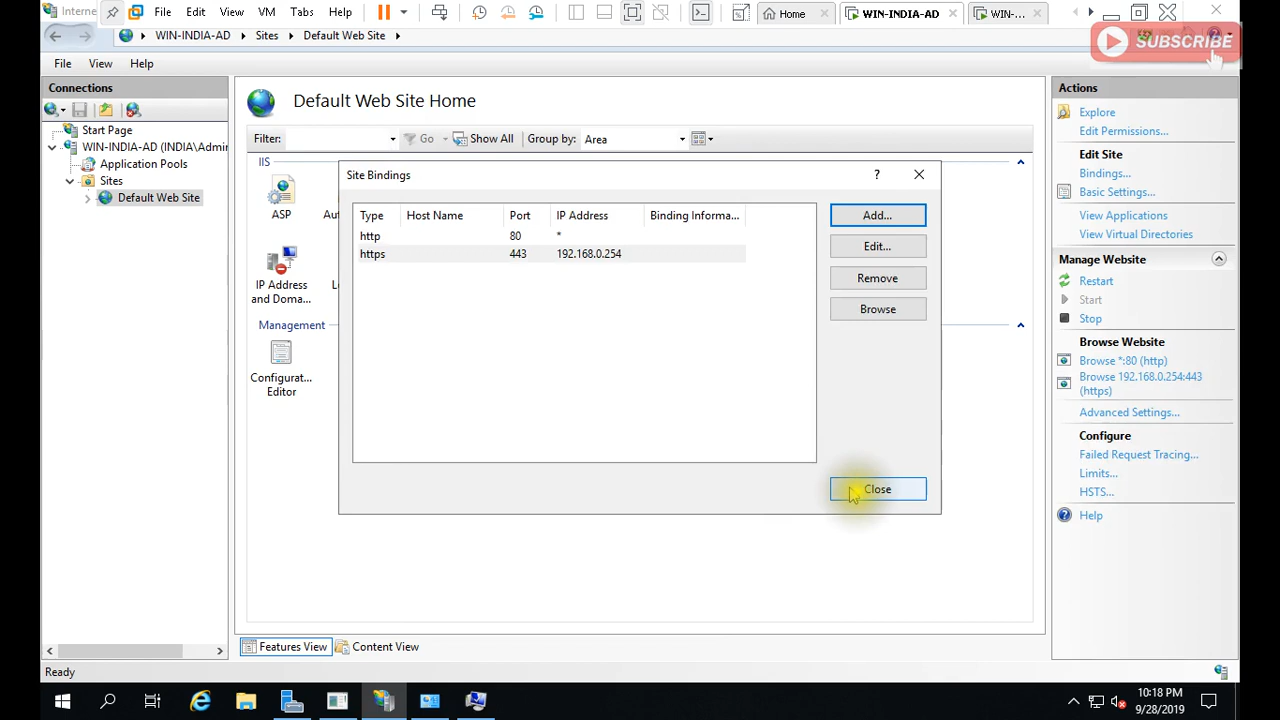 Interne
File Edit View VM Tabs Help
Home
WIN-INDIA-AD
WIN-...
WIN-INDIA-AD Sites Default Web Site
SUBSCRIBE
File View Help
Connections
Start Page
WIN-INDIA-AD (INDIA\Admin
Application Pools
Sites
Default Web Site
Default Web Site Home
Filter: Go Show All Group by: Area
IIS
ASP
Au
IP Address
and Doma...
Management
Configurat...
Editor
Site Bindings
?
Type Host Name Port IP Address Binding Informa...
http 80 *
https 443 192.168.0.254
Add...
Edit...
Remove
Browse
Close
Features View Content View
Actions
Explore
Edit Permissions...
Edit Site
Bindings...
Basic Settings...
View Applications
View Virtual Directories
Manage Website
Restart
Start
Stop
Browse Website
Browse *:80 (http)
Browse 192.168.0.254:443
(https)
Advanced Settings...
Configure
Failed Request Tracing...
Limits...
HSTS...
Help
Ready
10:18 PM
9/28/2019